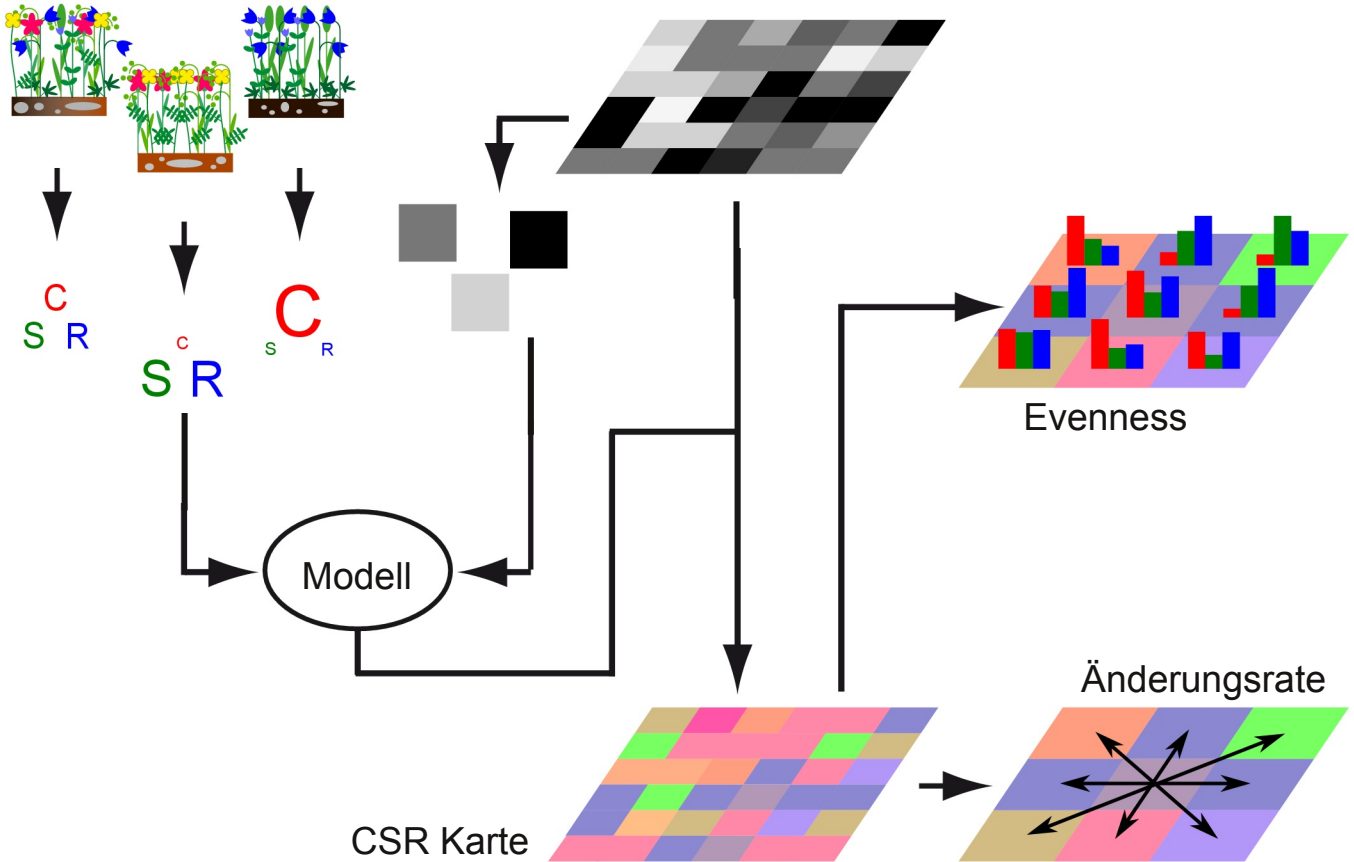 C
S R
C
S R
C
S R
Modell
Evenness
Änderungsrate
CSR Karte